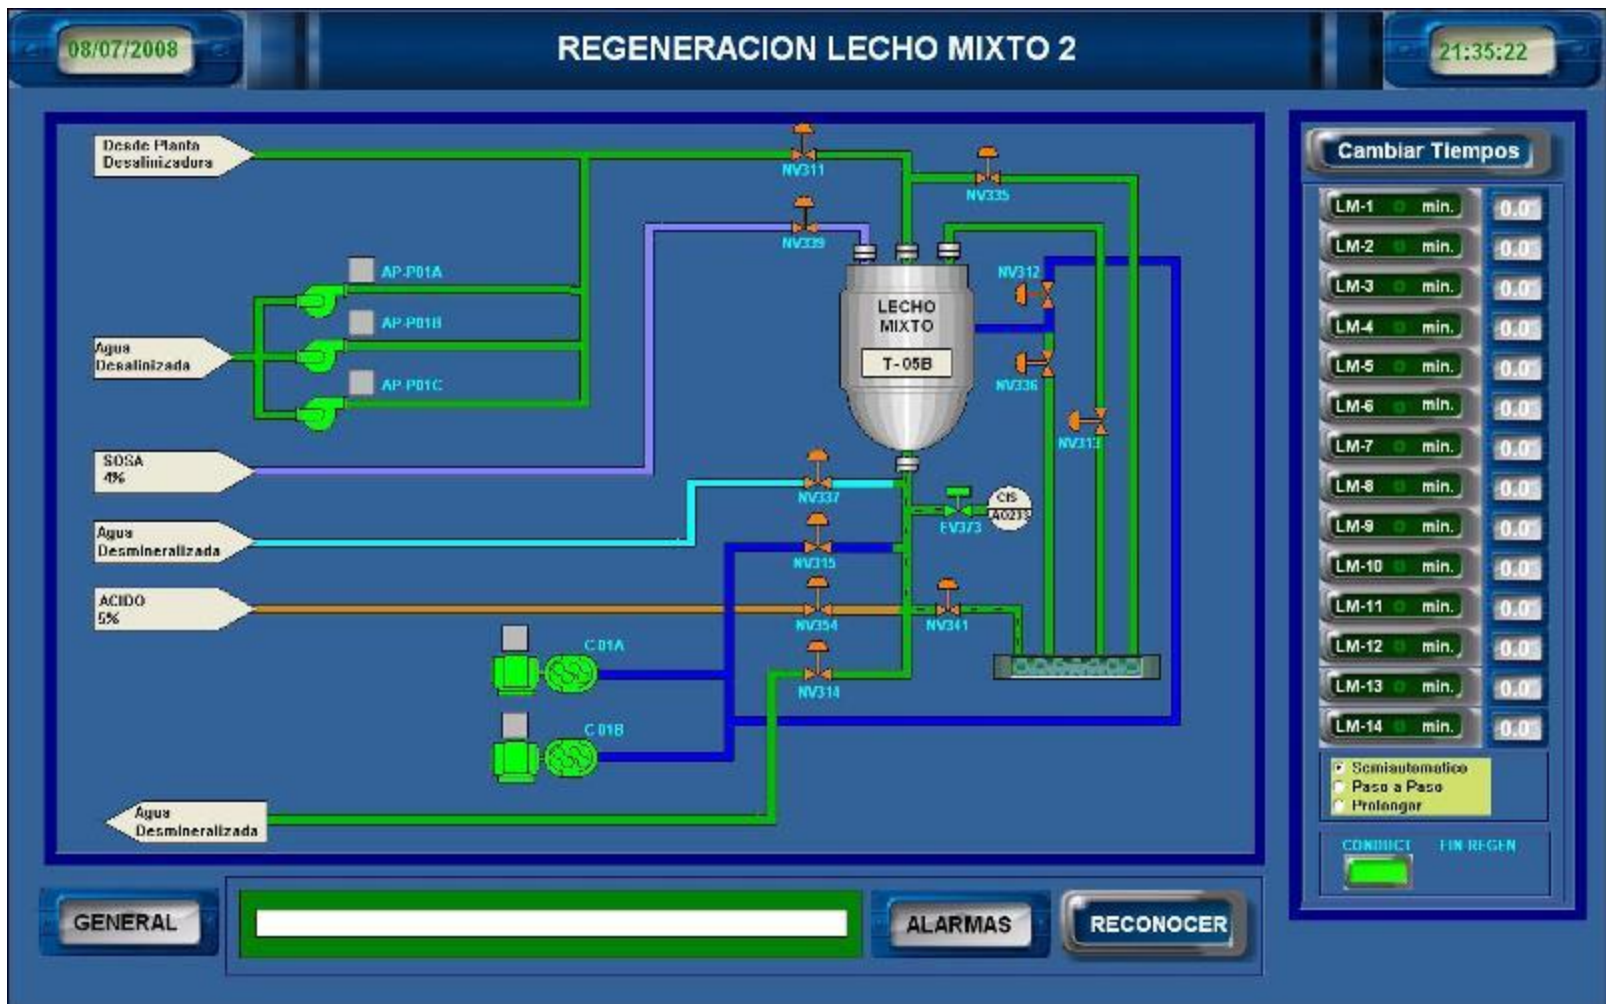 08/07/2008
REGENERACION LECHO MIXTO 2
21:35:22
Desde Planta
Desalinizadora
NV311
NV335
NV339
AP-P01A
AP-P01B
AP-P01C
Agua
Desalinizada
LECHO
MIXTO
T-05B
NV312
NV336
NV313
SOSA
4%
NV337
CIS
EV373
Agua
Desmineralizada
NV315
ACIDO
5%
NV354
NV341
C01A
NV314
C01B
Agua
Desmineralizada
Cambiar Tiempos
LM-1 min. 0.0
LM-2 min. 0.0
LM-3 min. 0.0
LM-4 min. 0.0
LM-5 min. 0.0
LM-6 min. 0.0
LM-7 min. 0.0
LM-8 min. 0.0
LM-9 min. 0.0
LM-10 min. 0.0
LM-11 min. 0.0
LM-12 min. 0.0
LM-13 min. 0.0
LM-14 min. 0.0
Semiautomatico
Paso a Paso
Prolongar
CONDUCT FIN-REGEN
GENERAL
ALARMAS
RECONOCER